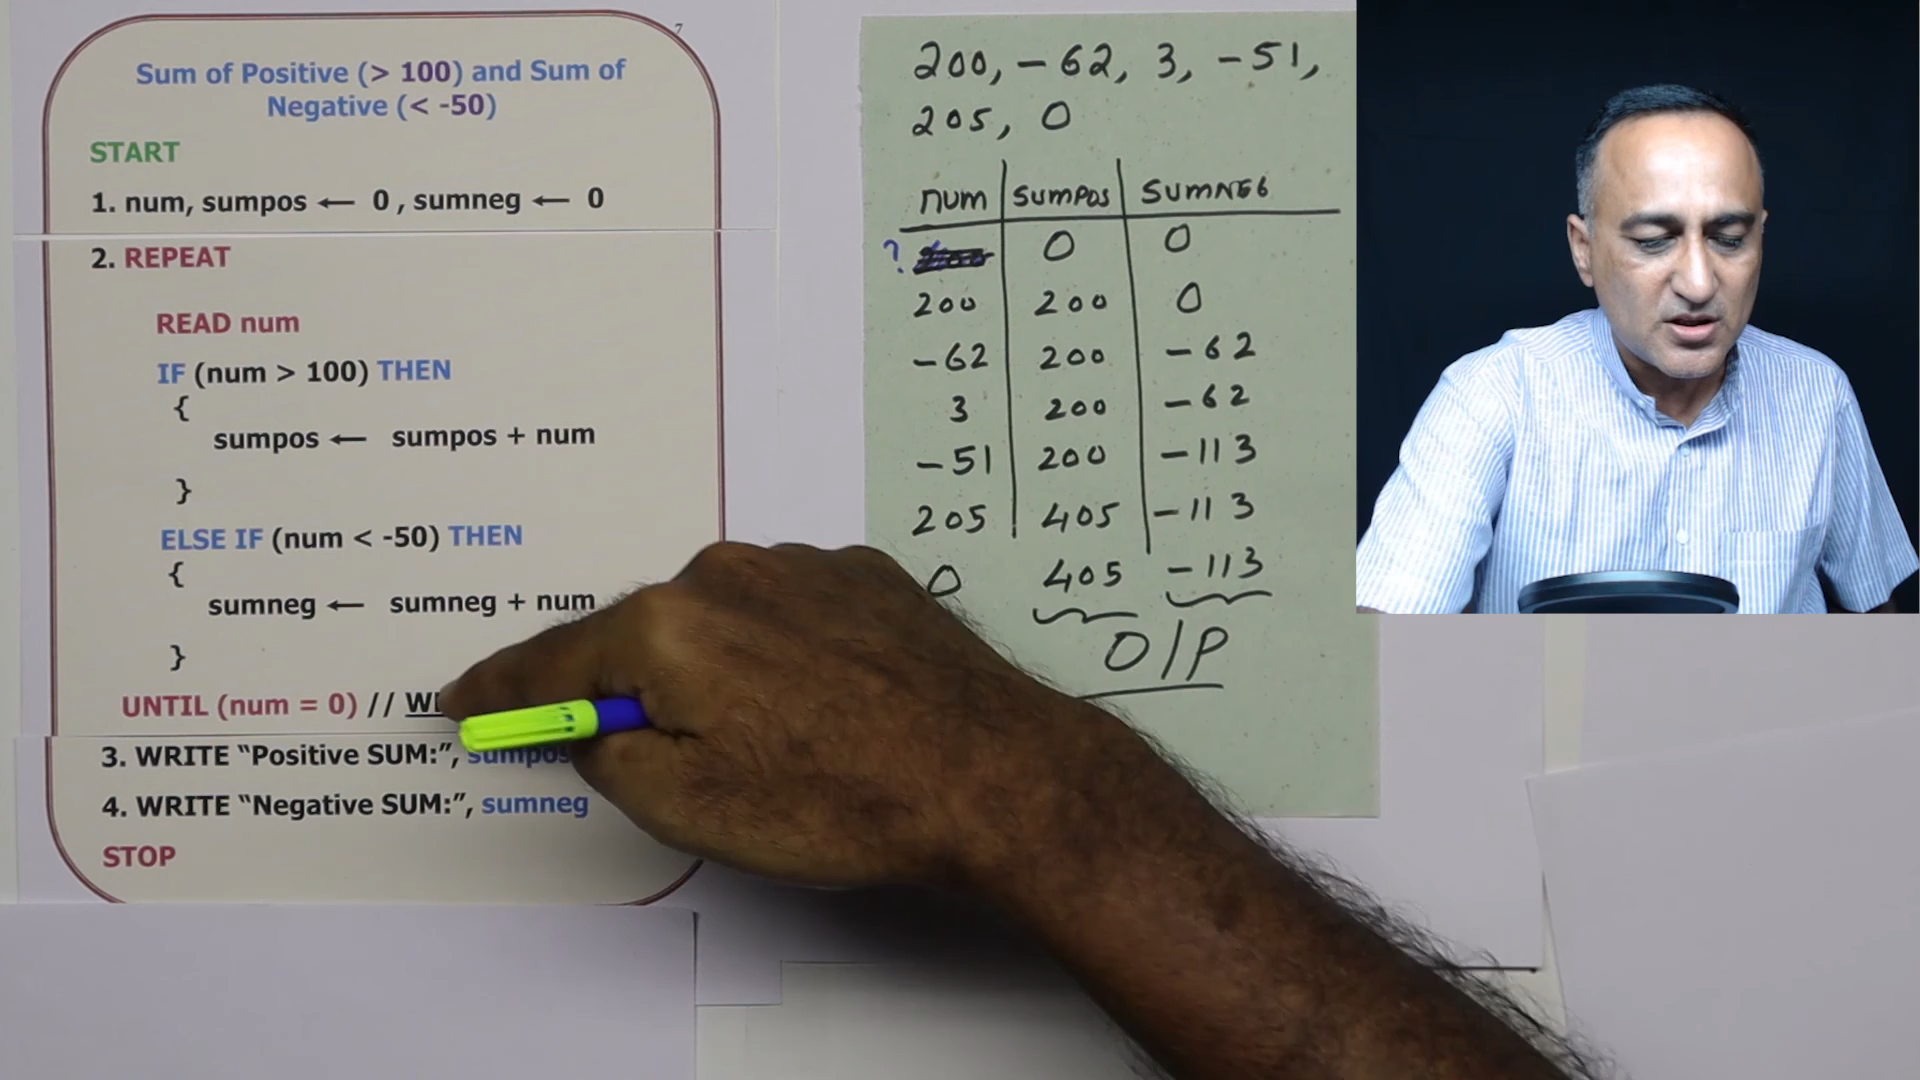 7
Sum of Positive (> 100) and Sum of
Negative (< -50)
START
1. num, sumpos ← 0 , sumneg ← 0
2. REPEAT
READ num
IF (num > 100) THEN
{
sumpos ← sumpos + num
}
ELSE IF (num < -50) THEN
{
sumneg ← sumneg + num
}
UNTIL (num = 0) //
3. WRITE “Positive SUM:”, sumpos
4. WRITE “Negative SUM:”, sumneg
STOP
200, -62, 3, -51,
205, 0
NUM SUMPOS SUMNEG
? 0 0
200 200 0
-62 200 -62
3 200 -62
-51 200 -113
205 405 -113
0 405 -113
O/P